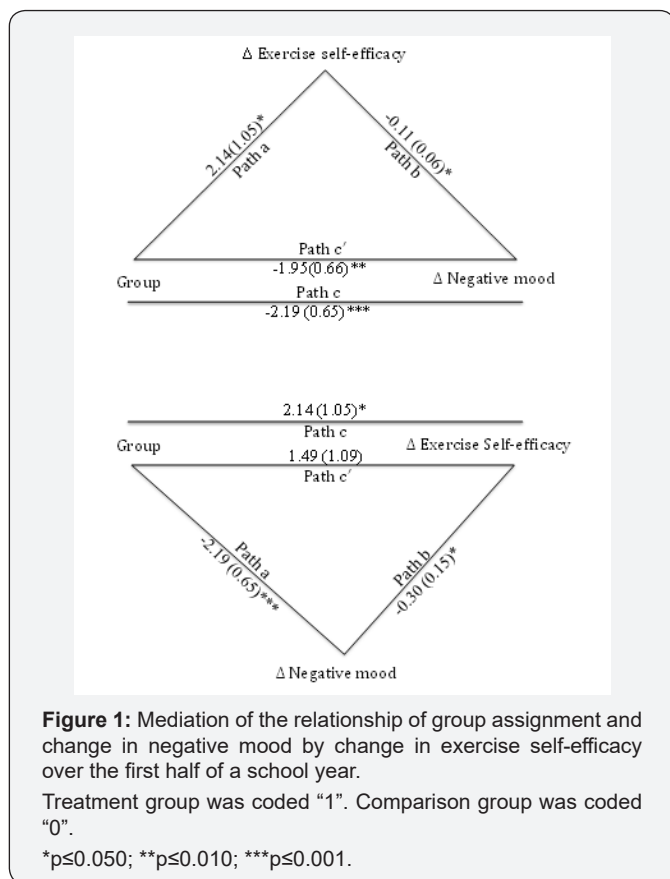 Δ Exercise self-efficacy
2.14(1.05)*
Path a
-0.11 (0.06)*
Path b
Path c′
-1.95(0.66)**
Group
Δ Negative mood
Path c
-2.19 (0.65)***
2.14(1.05)*
Path c
Group
Δ Exercise Self-efficacy
1.49 (1.09)
Path c′
Path a
-2.19 (0.65)***
Path b
-0.30 (0.15)*
Δ Negative mood
Figure 1: Mediation of the relationship of group assignment and
change in negative mood by change in exercise self-efficacy
over the first half of a school year.
Treatment group was coded “1”. Comparison group was coded
“0”.
*p≤0.050; **p≤0.010; ***p≤0.001.